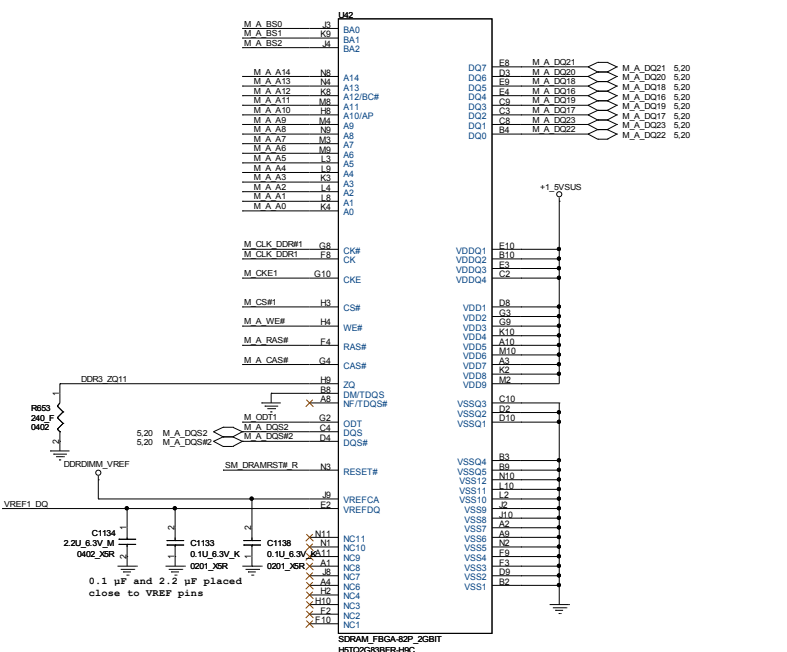 U42
M_A_BS0 J3 BA0
M_A_BS1 K9 BA1
M_A_BS2 J4 BA2
M_A_A14 N8 A14
M_A_A13 N4 A13
M_A_A12 K8 A12/BC#
M_A_A11 M8 A11
M_A_A10 H8 A10/AP
M_A_A9 M4 A9
M_A_A8 N9 A8
M_A_A7 M3 A7
M_A_A6 M9 A6
M_A_A5 L3 A5
M_A_A4 L9 A4
M_A_A3 K3 A3
M_A_A2 L4 A2
M_A_A1 L8 A1
M_A_A0 K4 A0
M_CLK_DDR#1 G8 CK#
M_CLK_DDR1 F8 CK
M_CKE1 G10 CKE
M_CS#1 H3 CS#
M_A_WE# H4 WE#
M_A_RAS# F4 RAS#
M_A_CAS# G4 CAS#
DDR3_ZQ11 H9 ZQ
B8 DM/TDQS
A8 NF/TDQS#
M_ODT1 G2 ODT
5,20 M_A_DQS2 M_A_DQS2 C4 DQS
5,20 M_A_DQS#2 M_A_DQS#2 D4 DQS#
SM_DRAMRST#_R N3 RESET#
J9 VREFCA
E2 VREFDQ
N11 NC11
N1 NC10
A11 NC9
A1 NC8
J8 NC7
A4 NC6
H2 NC4
H10 NC3
F2 NC2
F10 NC1
1
R653
240_F
0402
2
DDRDIMM_VREF
VREF1_DQ
1
C1134
2.2U_6.3V_M
0402_X5R
2
2
C1133
0.1U_6.3V_K
0201_X5R
1
2
C1138
0.1U_6.3V_K
0201_X5R
1
0.1 µF and 2.2 µF placed
close to VREF pins
DQ7 E8 M_A_DQ21 M_A_DQ21 5,20
DQ6 D3 M_A_DQ20 M_A_DQ20 5,20
DQ5 E9 M_A_DQ18 M_A_DQ18 5,20
DQ4 E4 M_A_DQ16 M_A_DQ16 5,20
DQ3 C9 M_A_DQ19 M_A_DQ19 5,20
DQ2 C3 M_A_DQ17 M_A_DQ17 5,20
DQ1 C8 M_A_DQ23 M_A_DQ23 5,20
DQ0 B4 M_A_DQ22 M_A_DQ22 5,20
+1_5VSUS
VDDQ1 E10
VDDQ2 B10
VDDQ3 E3
VDDQ4 C2
VDD1 D8
VDD2 G3
VDD3 G9
VDD4 K10
VDD5 A10
VDD6 M10
VDD7 A3
VDD8 K2
VDD9 M2
VSSQ3 C10
VSSQ2 D2
VSSQ1 D10
VSSQ4 B3
VSSQ5 B9
VSS12 N10
VSS11 L10
VSS10 L2
VSS9 J2
VSS8 J10
VSS7 A2
VSS6 A9
VSS5 N2
VSS4 F9
VSS3 F3
VSS2 D9
VSS1 B2
SDRAM_FBGA-82P_2GBIT
H5TQ2G83BFR-H9C